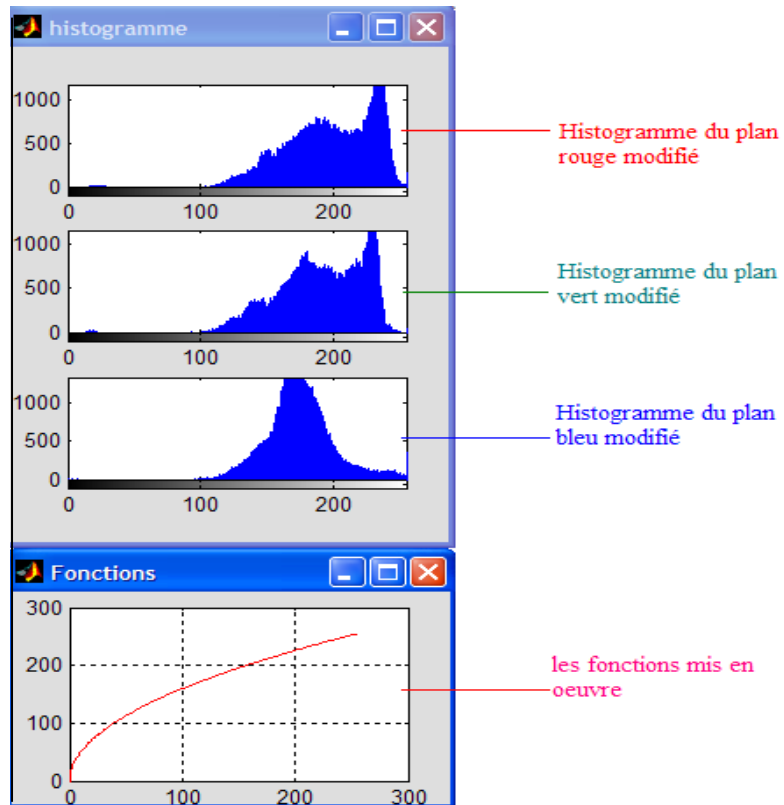 histogramme
1000
500
0
0 100 200
Histogramme du plan
rouge modifié
1000
500
0
0 100 200
Histogramme du plan
vert modifié
1000
500
0
0 100 200
Histogramme du plan
bleu modifié
Fonctions
300
200
100
0
0 100 200 300
les fonctions mis en
oeuvre